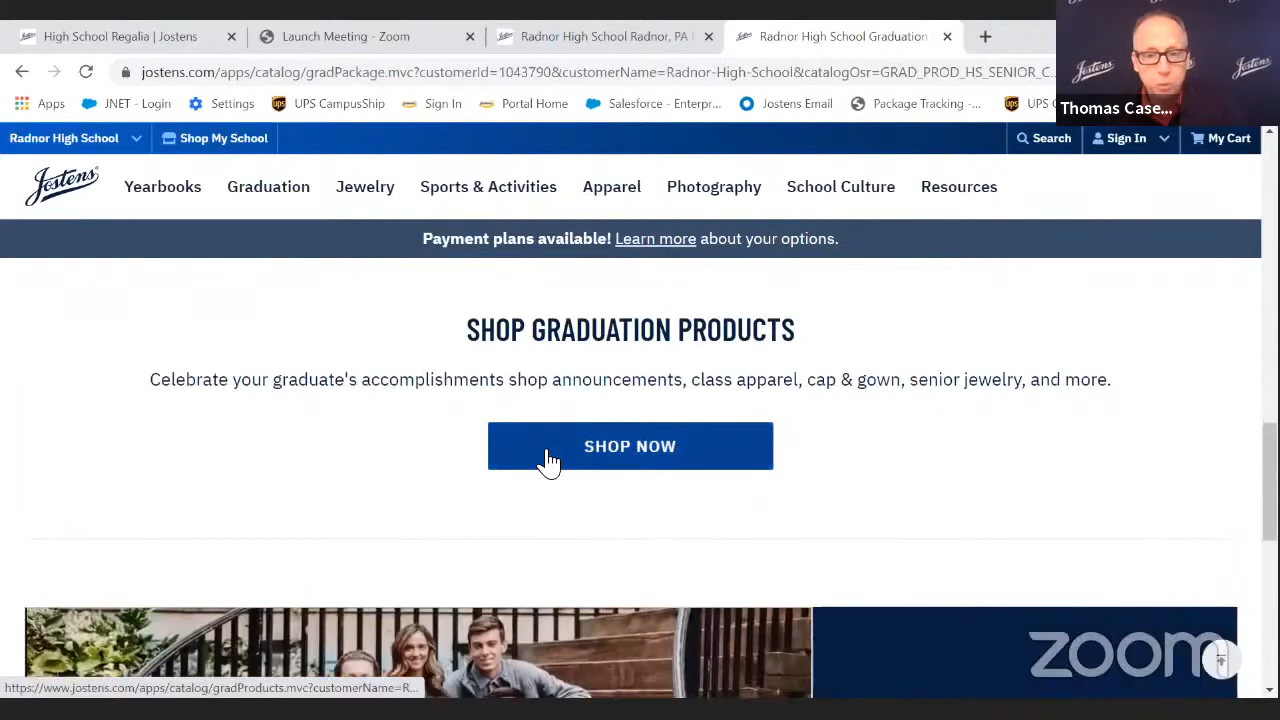 High School Regalia | Jostens
Launch Meeting - Zoom
Radnor High School Radnor, PA
Radnor High School Graduation
jostens.com/apps/catalog/gradPackage.mvc?customerId=1043790&customerName=Radnor-High-School&catalogOsr=GRAD_PROD_HS_SENIOR_C...
Apps
JNET - Login
Settings
UPS CampusShip
Sign In
Portal Home
Salesforce - Enterpr...
Jostens Email
Package Tracking -...
UPS
Jostens
Jostens
Thomas Case...
Radnor High School
Shop My School
Search
Sign In
My Cart
Jostens
Yearbooks
Graduation
Jewelry
Sports & Activities
Apparel
Photography
School Culture
Resources
Payment plans available! Learn more about your options.
SHOP GRADUATION PRODUCTS
Celebrate your graduate's accomplishments shop announcements, class apparel, cap & gown, senior jewelry, and more.
SHOP NOW
zoom
https://www.jostens.com/apps/catalog/gradProducts.mvc?customerName=R...